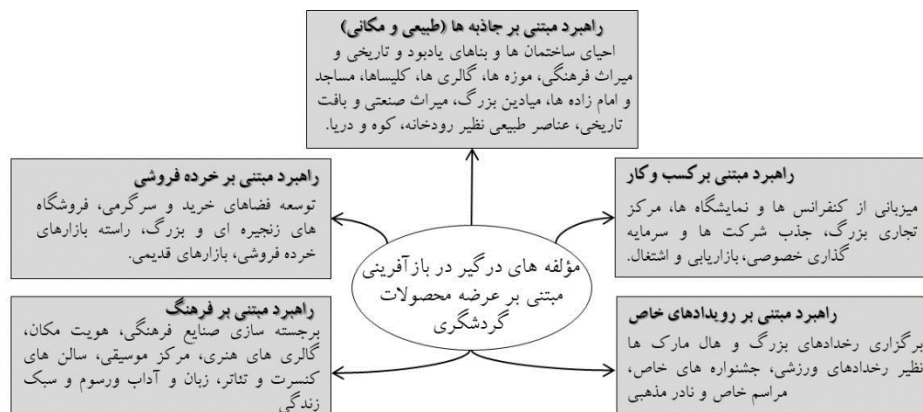 راهبرد مبتنی بر جاذبه ها (طبیعی و مکانی)
احیای ساختمان ها و بناهای یادبود و تاریخی و
میراث فرهنگی، موزه ها، گالری ها، کلیساها، مساجد
و امام زاده ها، میادین بزرگ، میراث صنعتی و بافت
تاریخی، عناصر طبیعی نظیر رودخانه، کوه و دریا.
راهبرد مبتنی برکسب وکار
میزبانی از کنفرانس ها و نمایشگاه ها، مرکز
تجاری بزرگ، جذب شرکت ها و سرمایه
گذاری خصوصی، بازاریابی و اشتغال.
راهبرد مبتنی بر خرده فروشی
توسعه فضاهای خرید و سرگرمی، فروشگاه
های زنجیره ای و بزرگ، راسته بازارهای
خرده فروشی، بازارهای قدیمی.
مؤلفه های درگیر در بازآفرینی
مبتنی بر عرضه محصولات
گردشگری
راهبرد مبتنی بر رویدادهای خاص
برگزاری رخدادهای بزرگ و هال مارک ها
نظیر رخدادهای ورزشی، جشنواره های خاص،
مراسم خاص و نادر مذهبی
راهبرد مبتنی بر فرهنگ
برجسته سازی صنایع فرهنگی، هویت مکان،
گالری های هنری، مرکز موسیقی، سالن های
کنسرت و تئاتر، زبان و آداب ورسوم و سبک
زندگی